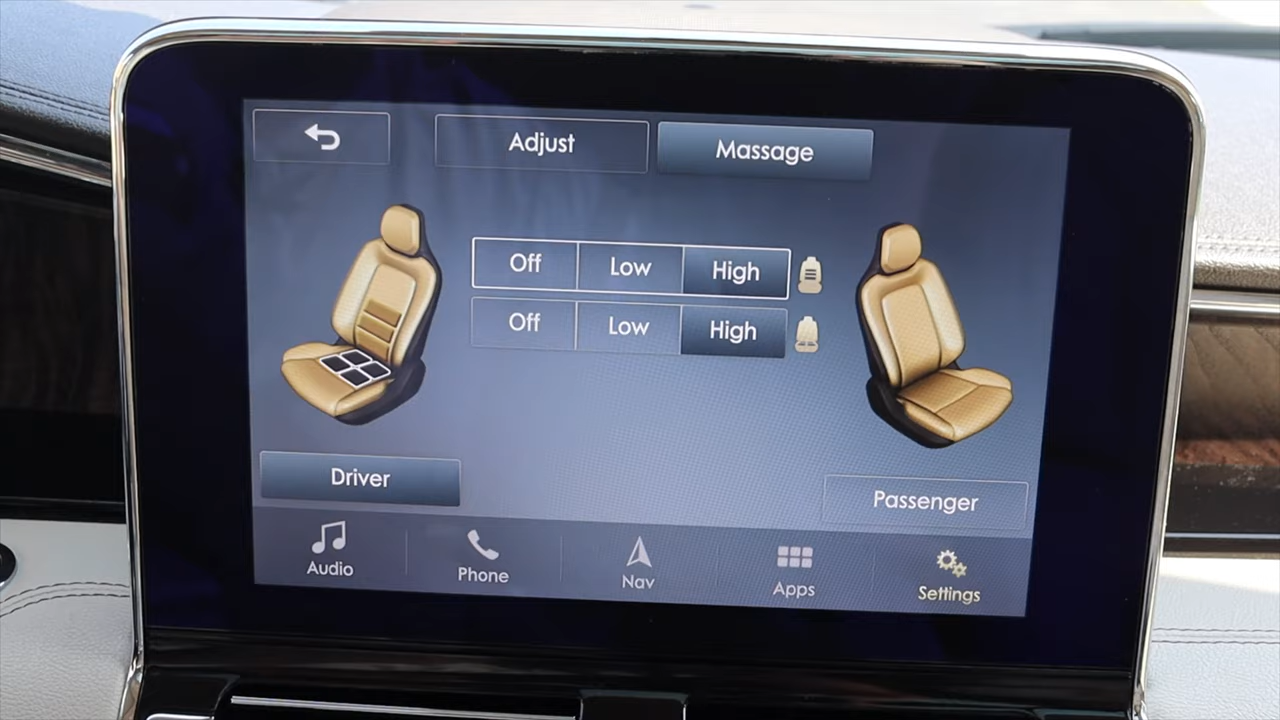 Adjust
Massage
Off Low High
Off Low High
Driver
Passenger
Audio
Phone
Nav
Apps
Settings